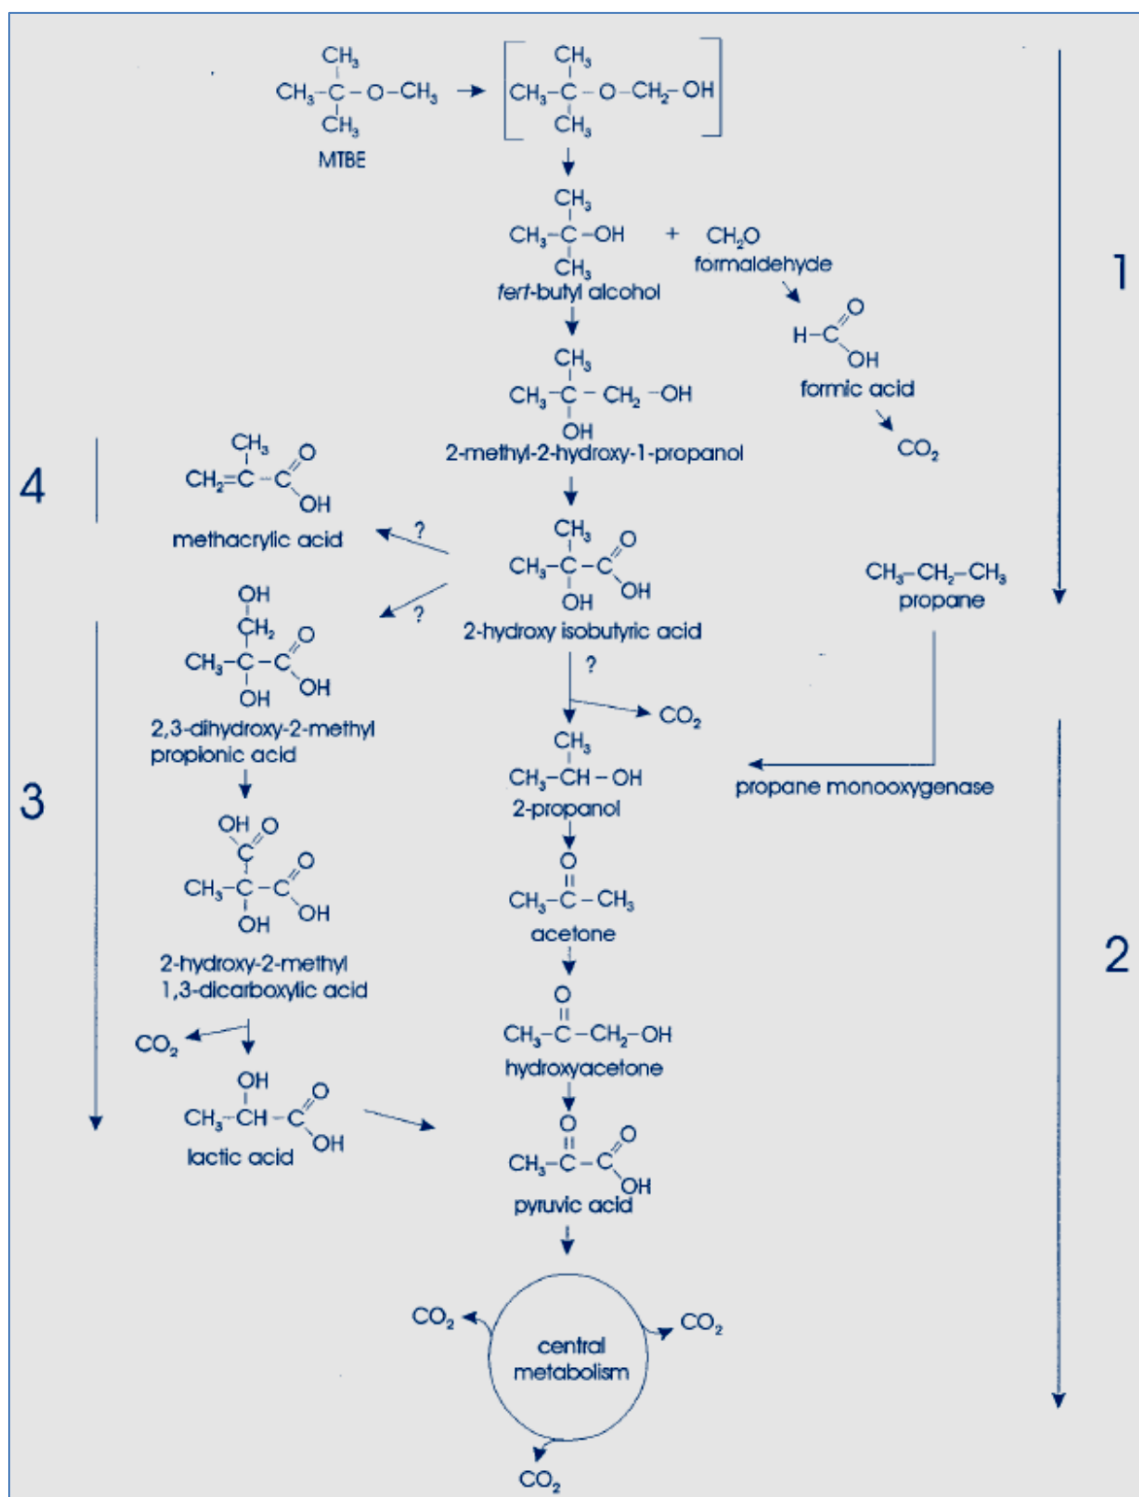 CH₃
CH₃–C–O–CH₃
CH₃
MTBE
CH₃
CH₃–C–O–CH₂–OH
CH₃
CH₃
CH₃–C–OH + CH₂O
CH₃ formaldehyde
tert-butyl alcohol
1
O
H–C
OH
formic acid
CO₂
CH₃
CH₃–C–CH₂–OH
OH
2-methyl-2-hydroxy-1-propanol
4
CH₃
O
CH₂=C–C
OH
methacrylic acid
?
?
CH₃
O
CH₃–C–C
OH
OH
2-hydroxy isobutyric acid
?
CO₂
CH₃–CH₂–CH₃
propane
OH
CH₂
O
CH₃–C–C
OH
OH
2,3-dihydroxy-2-methyl
propionic acid
CH₃
CH₃–CH–OH
2-propanol
propane monooxygenase
3
OH O
C
O
CH₃–C–C
OH
OH
2-hydroxy-2-methyl
1,3-dicarboxylic acid
O
CH₃–C–CH₃
acetone
2
CO₂
O
CH₃–C–CH₂–OH
hydroxyacetone
OH
O
CH₃–CH–C
OH
lactic acid
O
O
CH₃–C–C
OH
pyruvic acid
CO₂
CO₂
central
metabolism
CO₂